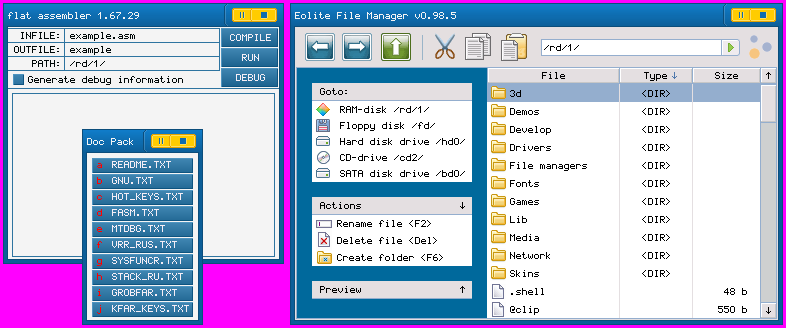 flat assembler 1.67.29
INFILE: example.asm
OUTFILE: example
PATH: /rd/1/
COMPILE
RUN
DEBUG
Generate debug information
Doc Pack
a README.TXT
b GNU.TXT
c HOT_KEYS.TXT
d FASM.TXT
e MTDBG.TXT
f VRR_RUS.TXT
g SYSFUNCR.TXT
h STACK_RU.TXT
i GROBFAR.TXT
j KFAR_KEYS.TXT
Eolite File Manager v0.98.5
/rd/1/
Goto:
RAM-disk /rd/1/
Floppy disk /fd/
Hard disk drive /hd0/
CD-drive /cd2/
SATA disk drive /bd0/
Actions ↓
Rename file <F2>
Delete file <Del>
Create folder <F6>
Preview ↑
File Type ↓ Size ↑
3d <DIR>
Demos <DIR>
Develop <DIR>
Drivers <DIR>
File managers <DIR>
Fonts <DIR>
Games <DIR>
Lib <DIR>
Media <DIR>
Network <DIR>
Skins <DIR>
.shell 48 b
@clip 550 b ↓